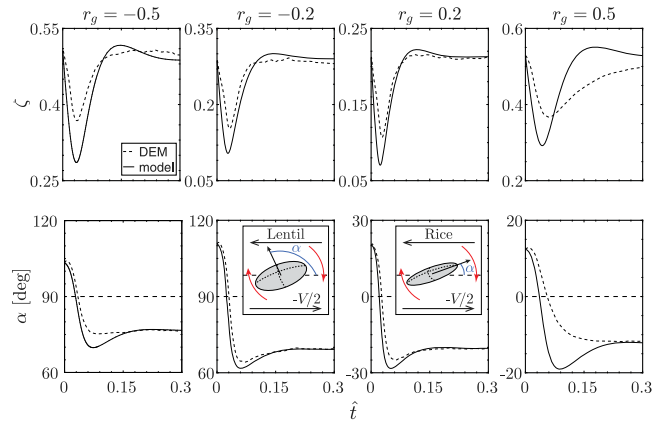 r_g = −0.5 r_g = −0.2 r_g = 0.2 r_g = 0.5
0.55 0.45 0.35 0.6
ζ 0.4 0.25 0.2 0.4
DEM
model
0.25 0.05 0.05 0.2
120 120 30 20
Lentil Rice
α α
α [deg] 90 90 0 0
-V/2 -V/2
60 60 -30 -20
0 0.15 0.3 0 0.15 0.3 0 0.15 0.3 0 0.15 0.3
t̂